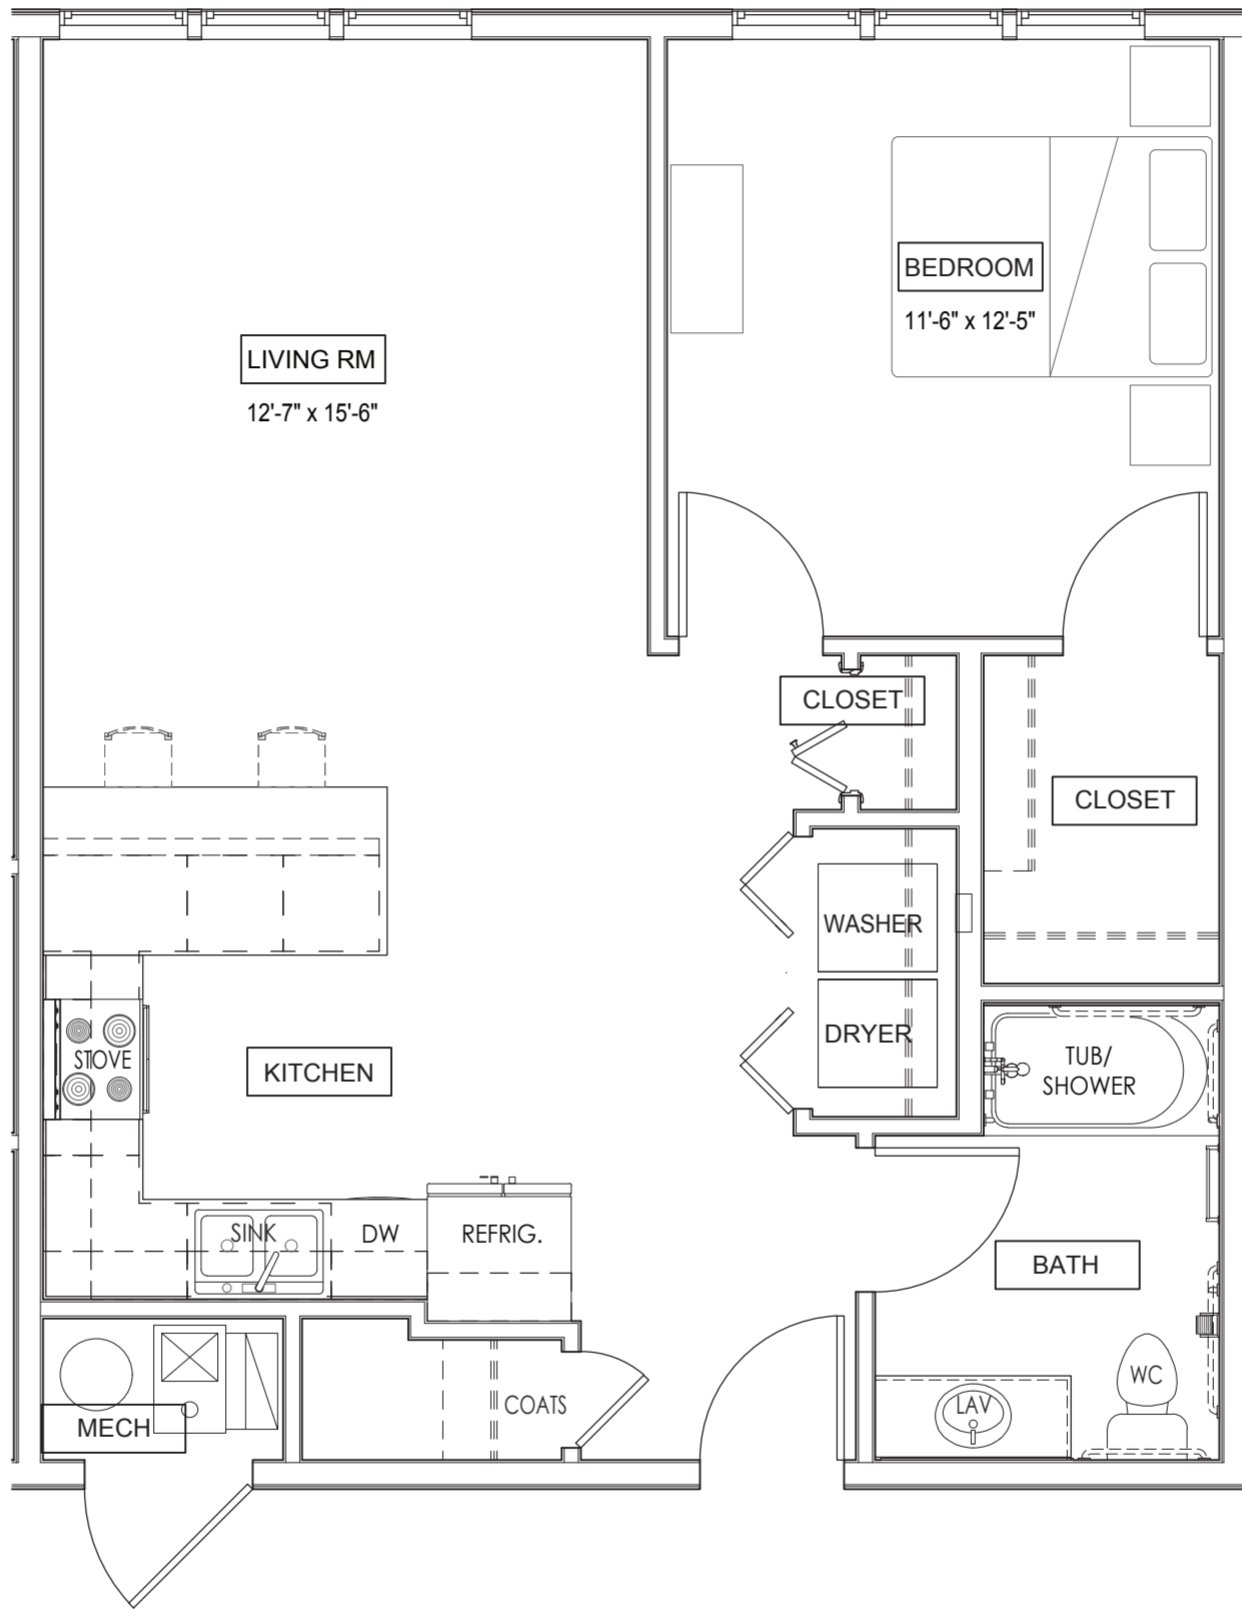 BEDROOM
11'-6" x 12'-5"
LIVING RM
12'-7" x 15'-6"
CLOSET
CLOSET
WASHER
DRYER
STOVE
KITCHEN
TUB/
SHOWER
SINK
DW
REFRIG.
BATH
WC
LAV
COATS
MECH